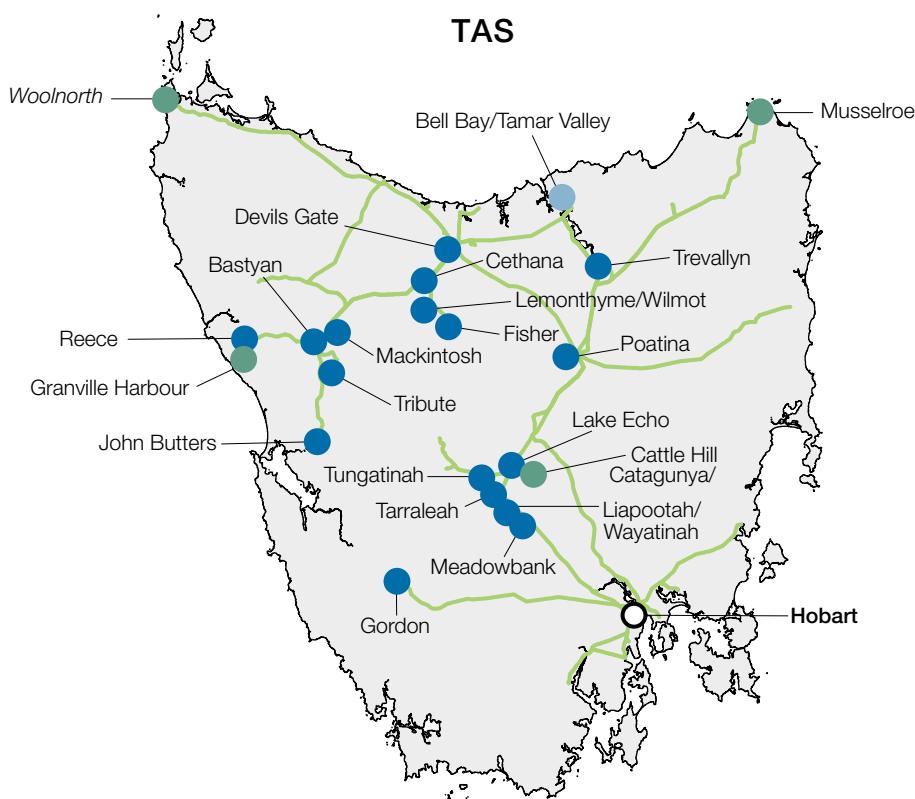 TAS
Woolnorth
Musselroe
Bell Bay/Tamar Valley
Devils Gate
Cethana
Trevallyn
Bastyan
Lemonthyme/Wilmot
Reece
Fisher
Poatina
Mackintosh
Granville Harbour
Tribute
Lake Echo
John Butters
Cattle Hill
Tungatinah
Catagunya/
Tarraleah
Liapootah/
Wayatinah
Meadowbank
Hobart
Gordon